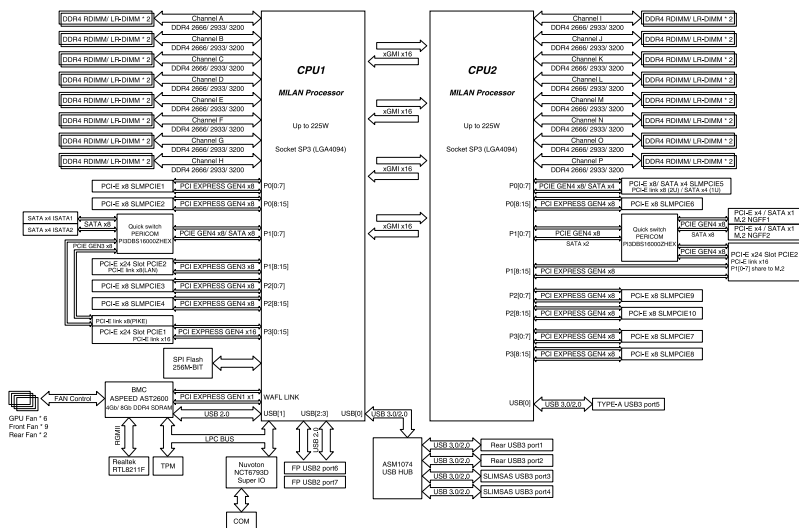 DDR4 RDIMM/ LR-DIMM * 2
Channel A
DDR4 2666/ 2933/ 3200
DDR4 RDIMM/ LR-DIMM * 2
Channel B
DDR4 2666/ 2933/ 3200
DDR4 RDIMM/ LR-DIMM * 2
Channel C
DDR4 2666/ 2933/ 3200
DDR4 RDIMM/ LR-DIMM * 2
Channel D
DDR4 2666/ 2933/ 3200
DDR4 RDIMM/ LR-DIMM * 2
Channel E
DDR4 2666/ 2933/ 3200
DDR4 RDIMM/ LR-DIMM * 2
Channel F
DDR4 2666/ 2933/ 3200
DDR4 RDIMM/ LR-DIMM * 2
Channel G
DDR4 2666/ 2933/ 3200
DDR4 RDIMM/ LR-DIMM * 2
Channel H
DDR4 2666/ 2933/ 3200
CPU1
MILAN Processor
Up to 225W
Socket SP3 (LGA4094)
xGMI x16
xGMI x16
xGMI x16
xGMI x16
CPU2
MILAN Processor
Up to 225W
Socket SP3 (LGA4094)
Channel I
DDR4 2666/ 2933/ 3200
DDR4 RDIMM/ LR-DIMM * 2
Channel J
DDR4 2666/ 2933/ 3200
DDR4 RDIMM/ LR-DIMM * 2
Channel K
DDR4 2666/ 2933/ 3200
DDR4 RDIMM/ LR-DIMM * 2
Channel L
DDR4 2666/ 2933/ 3200
DDR4 RDIMM/ LR-DIMM * 2
Channel M
DDR4 2666/ 2933/ 3200
DDR4 RDIMM/ LR-DIMM * 2
Channel N
DDR4 2666/ 2933/ 3200
DDR4 RDIMM/ LR-DIMM * 2
Channel O
DDR4 2666/ 2933/ 3200
DDR4 RDIMM/ LR-DIMM * 2
Channel P
DDR4 2666/ 2933/ 3200
DDR4 RDIMM/ LR-DIMM * 2
PCI-E x8 SLMPCIE1
PCI EXPRESS GEN4 x8
P0[0:7]
PCI-E x8 SLMPCIE2
PCI EXPRESS GEN4 x8
P0[8:15]
SATA x4 ISATA1
SATA x4 ISATA2
SATA x8
Quick switch
PERICOM
PI3DBS16000ZHEX
PCIE GEN4 x8/ SATA x8
P1[0:7]
PCIE GEN3 x8
PCI-E x24 Slot PCIE2
PCI-E link x8(LAN)
PCI EXPRESS GEN3 x8
P1[8:15]
PCI-E x8 SLMPCIE3
PCI EXPRESS GEN4 x8
P2[0:7]
PCI-E x8 SLMPCIE4
PCI EXPRESS GEN4 x8
P2[8:15]
PCI-E link x8(PIKE)
PCI-E x24 Slot PCIE1
PCI-E link x16
PCI EXPRESS GEN4 x16
P3[0:15]
SPI Flash
256M-BIT
GPU Fan * 6
Front Fan * 9
Rear Fan * 2
FAN Control
BMC
ASPEED AST2600
4Gb/ 8Gb DDR4 SDRAM
PCI EXPRESS GEN1 x1
WAFL LINK
USB 2.0
USB[1]
USB[2:3]
USB[0]
RGMII
LPC BUS
USB 2.0
USB 3.0/2.0
Realtek
RTL8211F
TPM
Nuvoton
NCT6793D
Super IO
COM
FP USB2 port6
FP USB2 port7
ASM1074
USB HUB
USB 3.0/2.0
Rear USB3 port1
USB 3.0/2.0
Rear USB3 port2
USB 3.0/2.0
SLIMSAS USB3 port3
USB 3.0/2.0
SLIMSAS USB3 port4
P0[0:7]
PCIE GEN4 x8/ SATA x4
PCI-E x8/ SATA x4 SLMPCIE5
PCI-E link x8 (2U) / SATA x4 (1U)
P0[8:15]
PCI EXPRESS GEN4 x8
PCI-E x8 SLMPCIE6
P1[0:7]
PCIE GEN4 x8
SATA x2
Quick switch
PERICOM
PI3DBS16000ZHEX
PCIE GEN4 x8
SATA x8
PCIE GEN4 x8
PCI-E x4 / SATA x1
M.2 NGFF1
PCI-E x4 / SATA x1
M.2 NGFF2
PCI-E x24 Slot PCIE2
PCI-E link x16
P1[0-7] share to M.2
P1[8:15]
PCI EXPRESS GEN4 x8
P2[0:7]
PCI EXPRESS GEN4 x8
PCI-E x8 SLMPCIE9
P2[8:15]
PCI EXPRESS GEN4 x8
PCI-E x8 SLMPCIE10
P3[0:7]
PCI EXPRESS GEN4 x8
PCI-E x8 SLMPCIE7
P3[8:15]
PCI EXPRESS GEN4 x8
PCI-E x8 SLMPCIE8
USB[0]
USB 3.0/2.0
TYPE-A USB3 port5